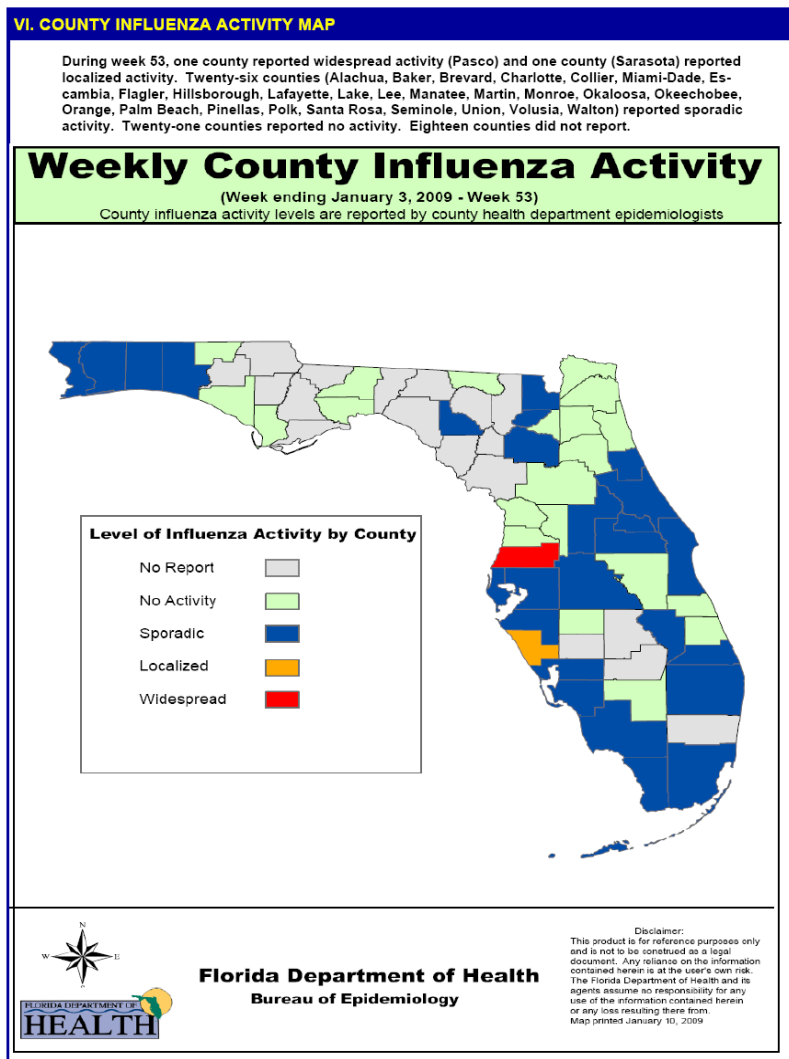 VI. COUNTY INFLUENZA ACTIVITY MAP
During week 53, one county reported widespread activity (Pasco) and one county (Sarasota) reported
localized activity. Twenty-six counties (Alachua, Baker, Brevard, Charlotte, Collier, Miami-Dade, Es-
cambia, Flagler, Hillsborough, Lafayette, Lake, Lee, Manatee, Martin, Monroe, Okaloosa, Okeechobee,
Orange, Palm Beach, Pinellas, Polk, Santa Rosa, Seminole, Union, Volusia, Walton) reported sporadic
activity. Twenty-one counties reported no activity. Eighteen counties did not report.
Weekly County Influenza Activity
(Week ending January 3, 2009 - Week 53)
County influenza activity levels are reported by county health department epidemiologists
Level of Influenza Activity by County
No Report
No Activity
Sporadic
Localized
Widespread
N
W
E
S
Florida Department of Health
Bureau of Epidemiology
FLORIDA DEPARTMENT OF
HEALTH
Disclaimer:
This product is for reference purposes only
and is not to be construed as a legal
document. Any reliance on the information
contained herein is at the user's own risk.
The Florida Department of Health and its
agents assume no responsibility for any
use of the information contained herein
or any loss resulting there from.
Map printed January 10, 2009